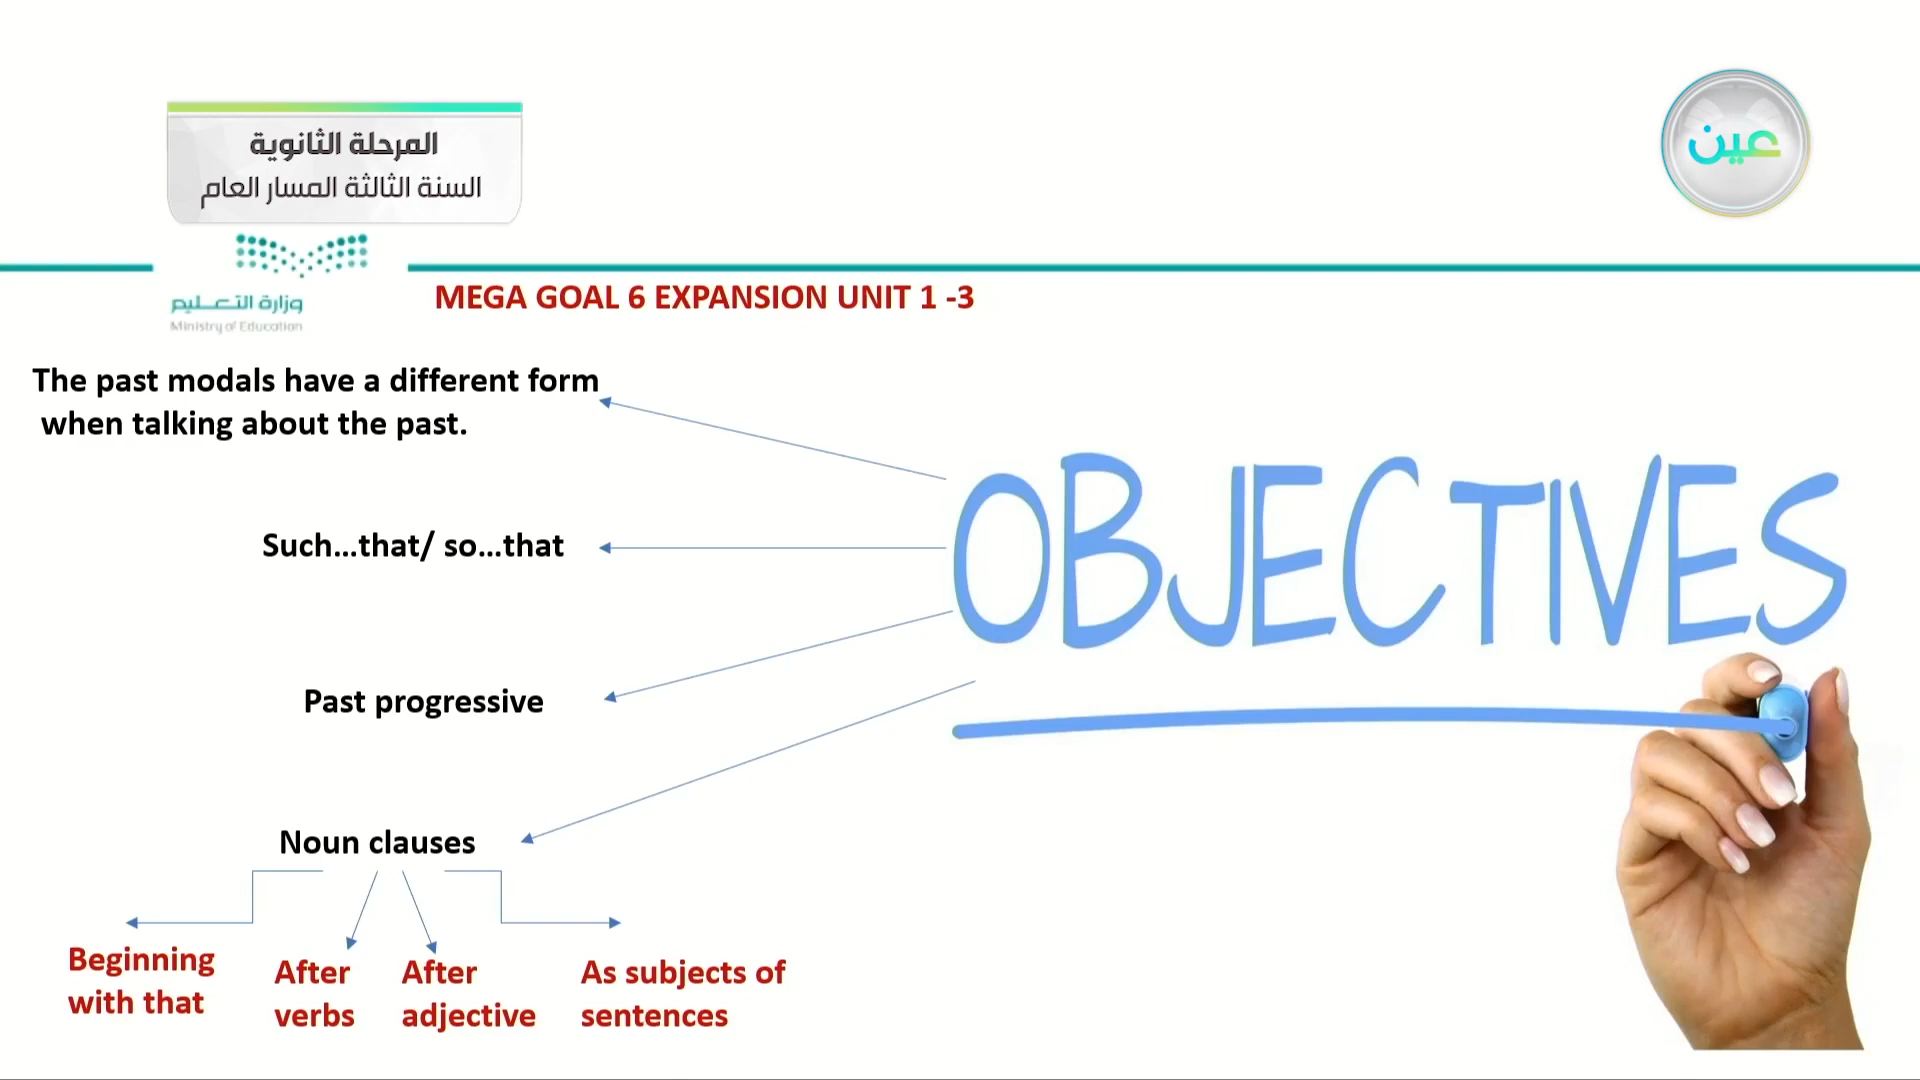 المرحلة الثانوية
السنة الثالثة المسار العام
عين
وزارة التعليم
Ministry of Education
MEGA GOAL 6 EXPANSION UNIT 1 -3
The past modals have a different form
when talking about the past.
Such...that/ so...that
Past progressive
Noun clauses
Beginning
with that
After
verbs
After
adjective
As subjects of
sentences
OBJECTIVES